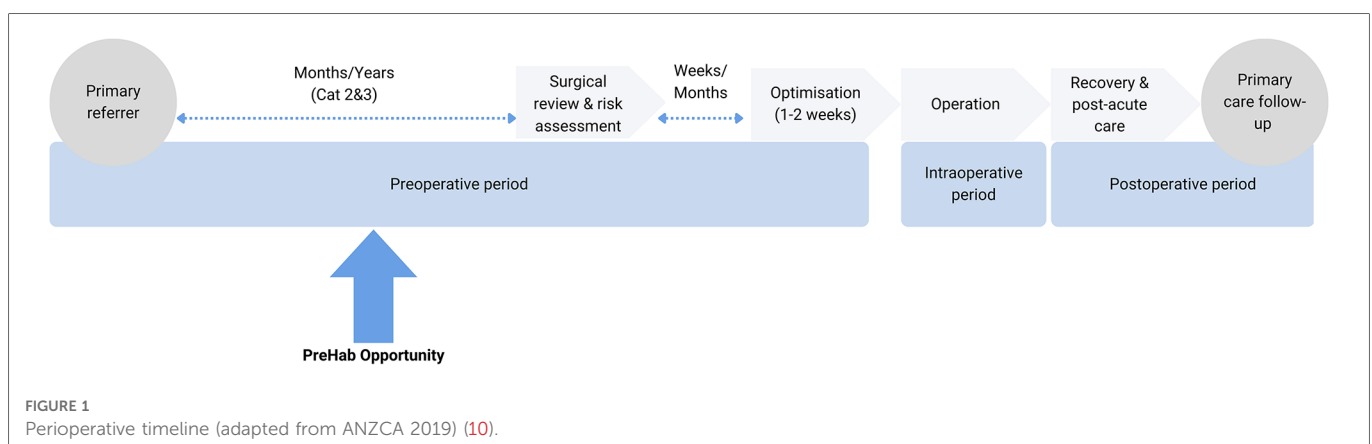 Primary
referrer
Months/Years
(Cat 2&3)
Surgical
review & risk
assessment
Weeks/
Months
Optimisation
(1-2 weeks)
Operation
Recovery &
post-acute
care
Primary
care follow-
up
Preoperative period
Intraoperative
period
Postoperative period
PreHab Opportunity
FIGURE 1
Perioperative timeline (adapted from ANZCA 2019) (10).